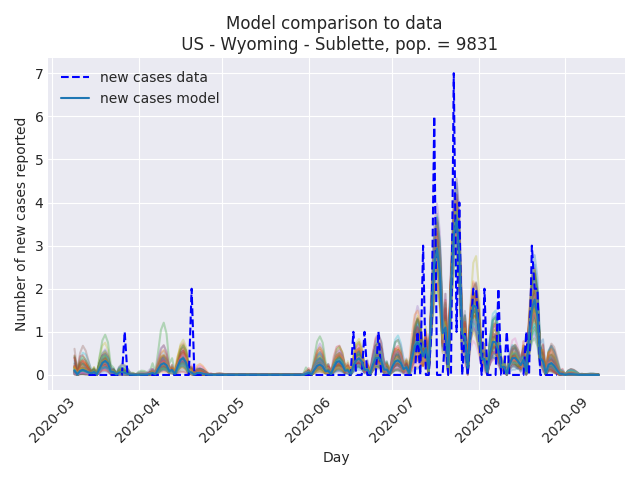 Model comparison to data
US - Wyoming - Sublette, pop. = 9831
new cases data
new cases model
Number of new cases reported
7
6
5
4
3
2
1
0
2020-03
2020-04
2020-05
2020-06
2020-07
2020-08
2020-09
Day